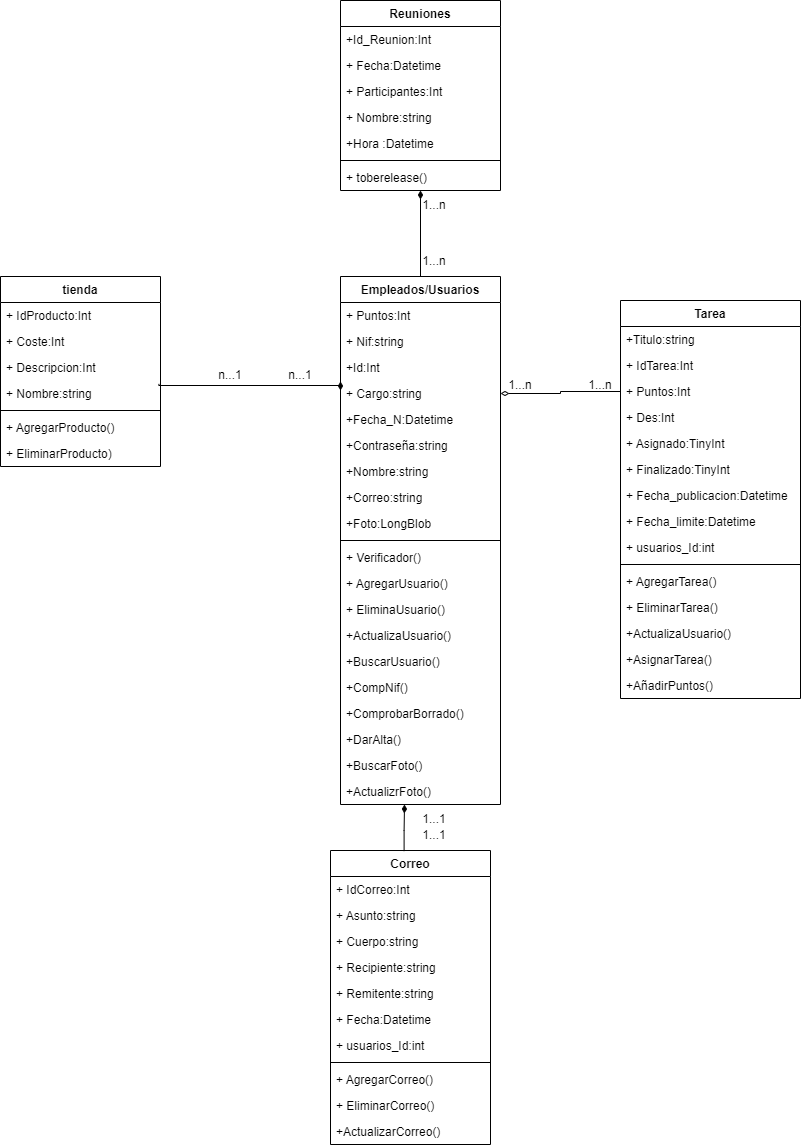 Reuniones
+Id_Reunion:Int
+ Fecha:Datetime
+ Participantes:Int
+ Nombre:string
+Hora :Datetime
+ toberelease()
1...n
1...n
tienda
+ IdProducto:Int
+ Coste:Int
+ Descripcion:Int
+ Nombre:string
+ AgregarProducto()
+ EliminarProducto)
n...1
n...1
Empleados/Usuarios
+ Puntos:Int
+ Nif:string
+Id:Int
+ Cargo:string
+Fecha_N:Datetime
+Contraseña:string
+Nombre:string
+Correo:string
+Foto:LongBlob
+ Verificador()
+ AgregarUsuario()
+ EliminaUsuario()
+ActualizaUsuario()
+BuscarUsuario()
+CompNif()
+ComprobarBorrado()
+DarAlta()
+BuscarFoto()
+ActualizrFoto()
1...n
1...n
Tarea
+Titulo:string
+ IdTarea:Int
+ Puntos:Int
+ Des:Int
+ Asignado:TinyInt
+ Finalizado:TinyInt
+ Fecha_publicacion:Datetime
+ Fecha_limite:Datetime
+ usuarios_Id:int
+ AgregarTarea()
+ EliminarTarea()
+ActualizaUsuario()
+AsignarTarea()
+AñadirPuntos()
1...1
1...1
Correo
+ IdCorreo:Int
+ Asunto:string
+ Cuerpo:string
+ Recipiente:string
+ Remitente:string
+ Fecha:Datetime
+ usuarios_Id:int
+ AgregarCorreo()
+ EliminarCorreo()
+ActualizarCorreo()